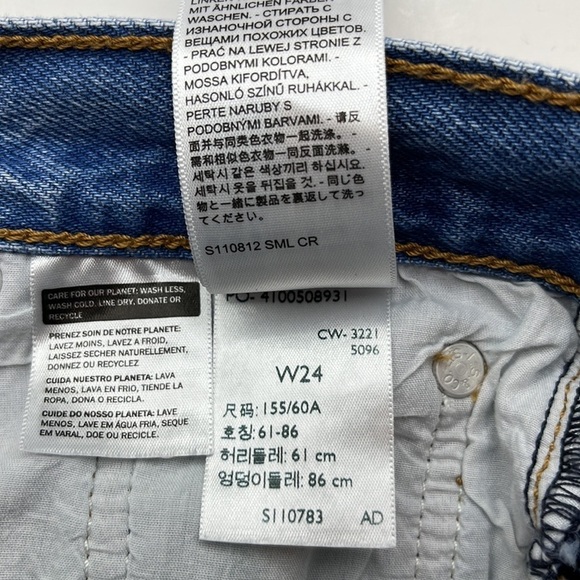 MIT ÄHNLICHEN FARBEN
WASCHEN. - СТИРАТЬ С
ИЗНАНОЧНОЙ СТОРОНЫ С
ВЕЩАМИ ПОХОЖИХ ЦВЕТОВ.
- PRAĆ NA LEWEJ STRONIE Z
PODOBNYMI KOLORAMI. -
MOSSA KIFORDÍTVA,
HASONLÓ SZÍNŰ RUHÁKKAL. -
PERTE NARUBY S
PODOBNÝMI BARVAMI. - 请反
面并与同类色衣物一起洗涤。-
需和相似色衣物一同反面洗滌 -
세탁시 같은 색상끼리 하십시오.
세탁시 옷을 뒤집을 것. - 同じ色
の物と一緒に裏返して洗っ
てください。
S110812 SML CR
CARE FOR OUR PLANET: WASH LESS,
WASH COLD, LINE DRY, DONATE OR
RECYCLE
PRENEZ SOIN DE NOTRE PLANETE:
LAVEZ MOINS, LAVEZ A FROID,
LAISSEZ SECHER NATURELLEMENT,
DONNEZ OU RECYCLEZ
CUIDA NUESTRO PLANETA: LAVA
MENOS, LAVA EN FRIO, TIENDE LA
ROPA, DONA O RECICLA.
CUIDE DO NOSSO PLANETA: LAVE
MENOS, LAVE EM ÁGUA FRIA, SEQUE
EM VARAL, DOE OU RECICLE.
PO- 4100508931
CW- 3221
5096
W24
尺码: 155/60A
호칭: 61-86
허리둘레: 61 cm
엉덩이둘레: 86 cm
S110783 AD